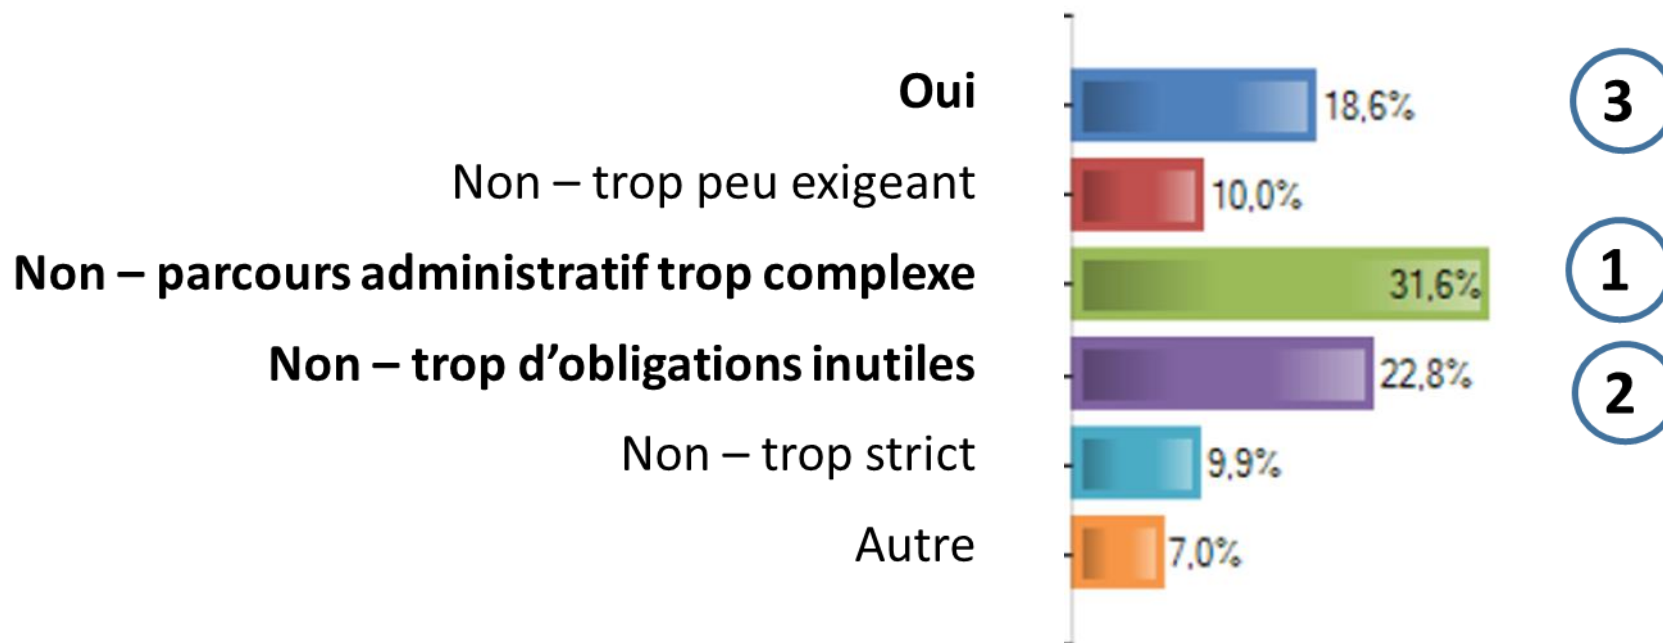 Oui 18,6% 3
Non – trop peu exigeant 10,0%
Non – parcours administratif trop complexe 31,6% 1
Non – trop d’obligations inutiles 22,8% 2
Non – trop strict 9,9%
Autre 7,0%